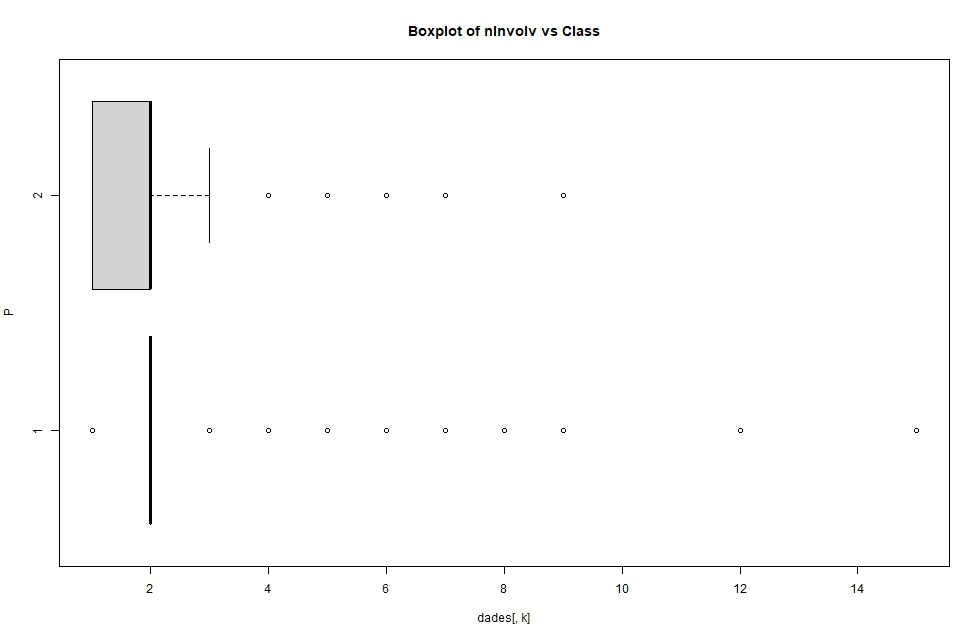 Boxplot of nInvolv vs Class
2
P
1
2 4 6 8 10 12 14
dades[, k]